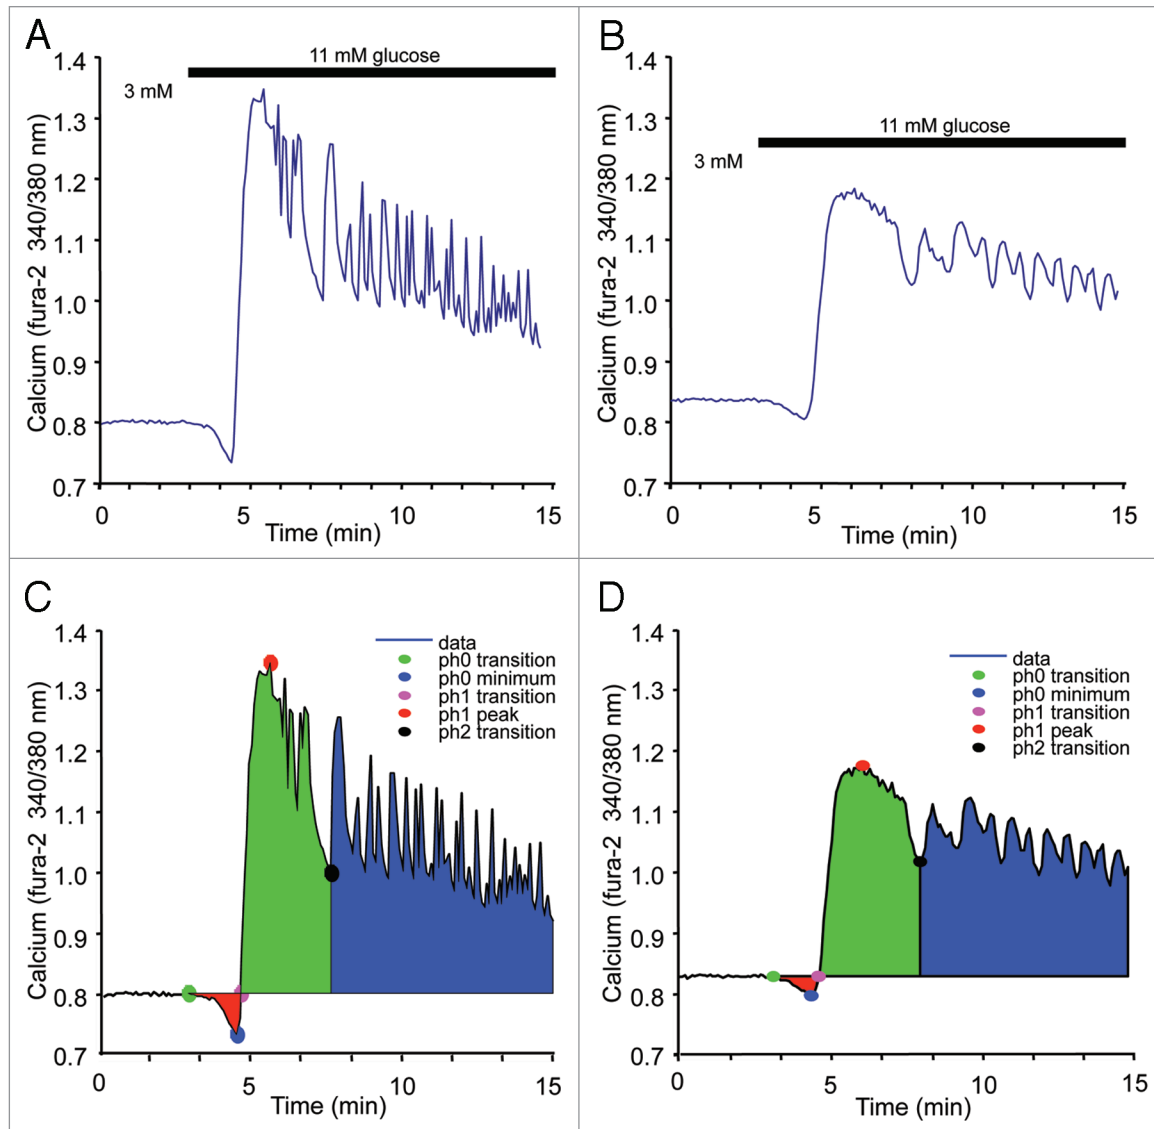 A
11 mM glucose
3 mM
Calcium (fura-2 340/380 nm)
1.4
1.3
1.2
1.1
1.0
0.9
0.8
0.7
0 5 10 15
Time (min)
B
11 mM glucose
3 mM
Calcium (fura-2 340/380 nm)
1.4
1.3
1.2
1.1
1.0
0.9
0.8
0.7
0 5 10 15
Time (min)
C
data
ph0 transition
ph0 minimum
ph1 transition
ph1 peak
ph2 transition
Calcium (fura-2 340/380 nm)
1.4
1.3
1.2
1.1
1.0
0.9
0.8
0.7
0 5 10 15
Time (min)
D
data
ph0 transition
ph0 minimum
ph1 transition
ph1 peak
ph2 transition
Calcium (fura-2 340/380 nm)
1.4
1.3
1.2
1.1
1.0
0.9
0.8
0.7
0 5 10 15
Time (min)